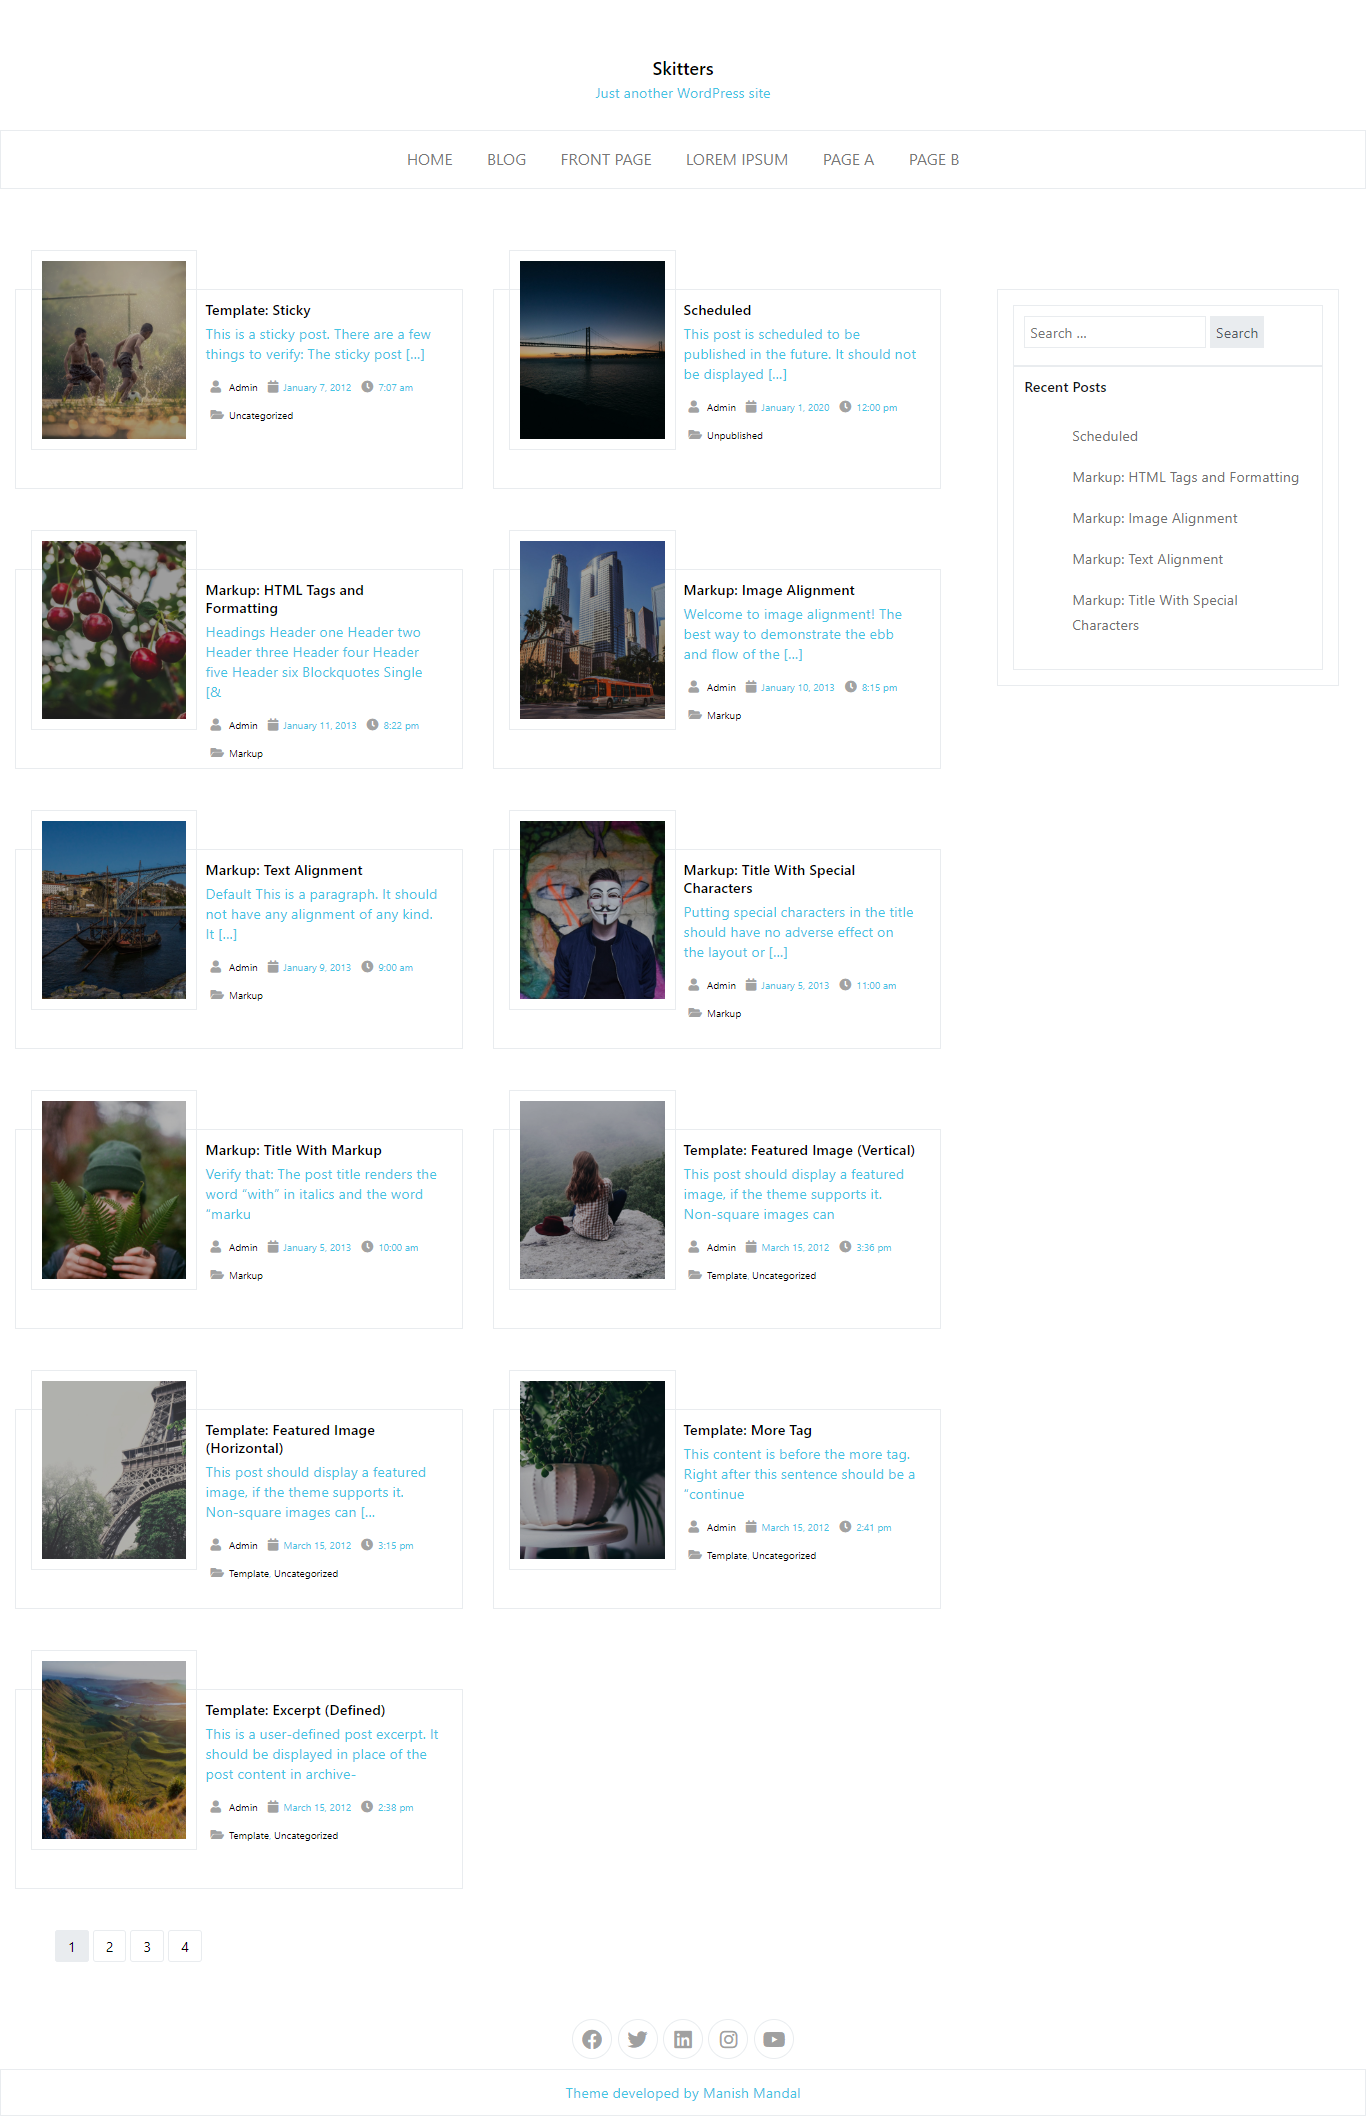 Skitters
Just another WordPress site
HOME BLOG FRONT PAGE LOREM IPSUM PAGE A PAGE B
Template: Sticky
This is a sticky post. There are a few
things to verify: The sticky post [...]
Admin January 7, 2012 7:07 am
Uncategorized
Scheduled
This post is scheduled to be
published in the future. It should not
be displayed [...]
Admin January 1, 2020 12:00 pm
Unpublished
Markup: HTML Tags and
Formatting
Headings Header one Header two
Header three Header four Header
five Header six Blockquotes Single
[&
Admin January 11, 2013 8:22 pm
Markup
Markup: Image Alignment
Welcome to image alignment! The
best way to demonstrate the ebb
and flow of the [...]
Admin January 10, 2013 8:15 pm
Markup
Markup: Text Alignment
Default This is a paragraph. It should
not have any alignment of any kind.
It [...]
Admin January 9, 2013 9:00 am
Markup
Markup: Title With Special
Characters
Putting special characters in the title
should have no adverse effect on
the layout or [...]
Admin January 5, 2013 11:00 am
Markup
Markup: Title With Markup
Verify that: The post title renders the
word “with” in italics and the word
“marku
Admin January 5, 2013 10:00 am
Markup
Template: Featured Image (Vertical)
This post should display a featured
image, if the theme supports it.
Non-square images can
Admin March 15, 2012 3:36 pm
Template, Uncategorized
Template: Featured Image
(Horizontal)
This post should display a featured
image, if the theme supports it.
Non-square images can [...
Admin March 15, 2012 3:15 pm
Template, Uncategorized
Template: More Tag
This content is before the more tag.
Right after this sentence should be a
“continue
Admin March 15, 2012 2:41 pm
Template, Uncategorized
Template: Excerpt (Defined)
This is a user-defined post excerpt. It
should be displayed in place of the
post content in archive-
Admin March 15, 2012 2:38 pm
Template, Uncategorized
1 2 3 4
Search ... Search
Recent Posts
Scheduled
Markup: HTML Tags and Formatting
Markup: Image Alignment
Markup: Text Alignment
Markup: Title With Special
Characters
Theme developed by Manish Mandal